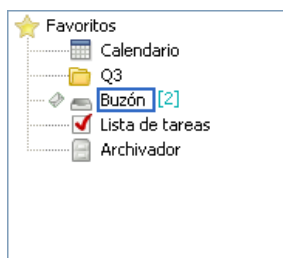 Favoritos
Calendario
Q3
Buzón [2]
Lista de tareas
Archivador